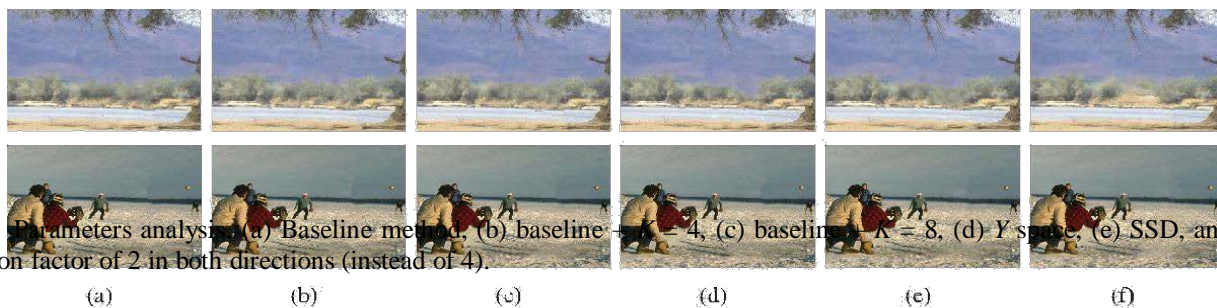 Parameters analysis. (a) Baseline method, (b) baseline + K = 4, (c) baseline + K = 8, (d) Y space, (e) SSD, an
on factor of 2 in both directions (instead of 4).
(a) (b) (c) (d) (e) (f)